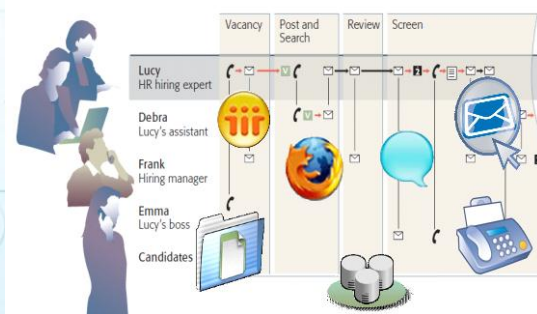 Vacancy
Post and
Search
Review
Screen
Lucy
HR hiring expert
2
Debra
Lucy's assistant
Frank
Hiring manager
Emma
Lucy's boss
Candidates